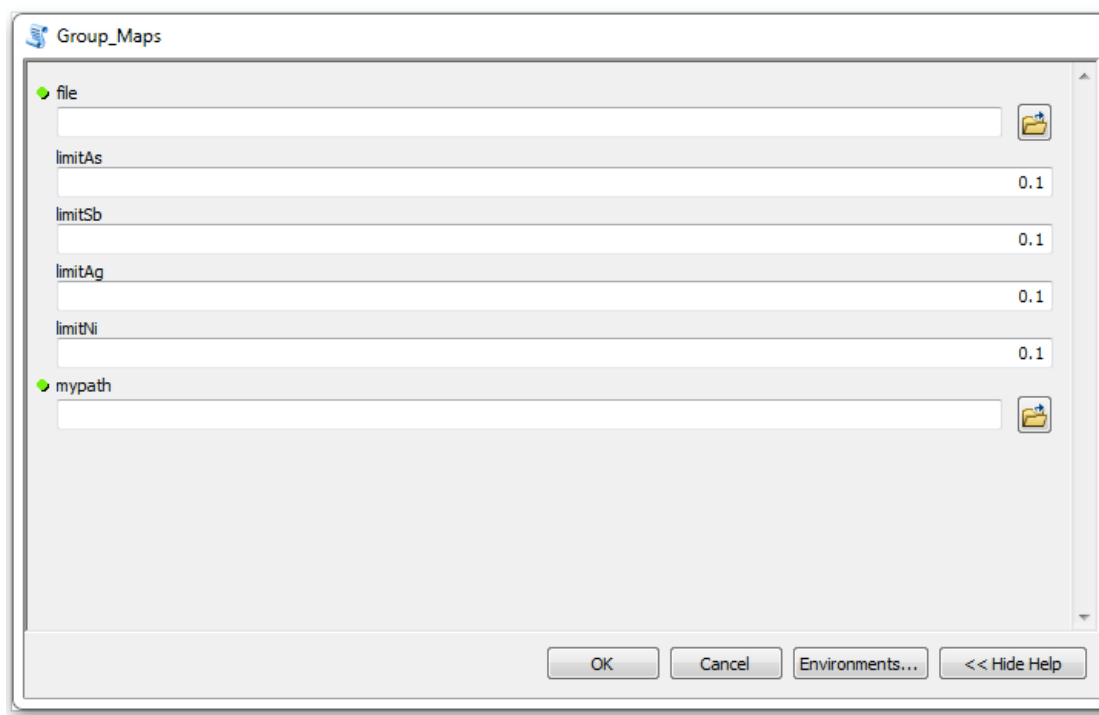 Group_Maps
file
limitAs
0.1
limitSb
0.1
limitAg
0.1
limitNi
0.1
mypath
OK Cancel Environments... << Hide Help